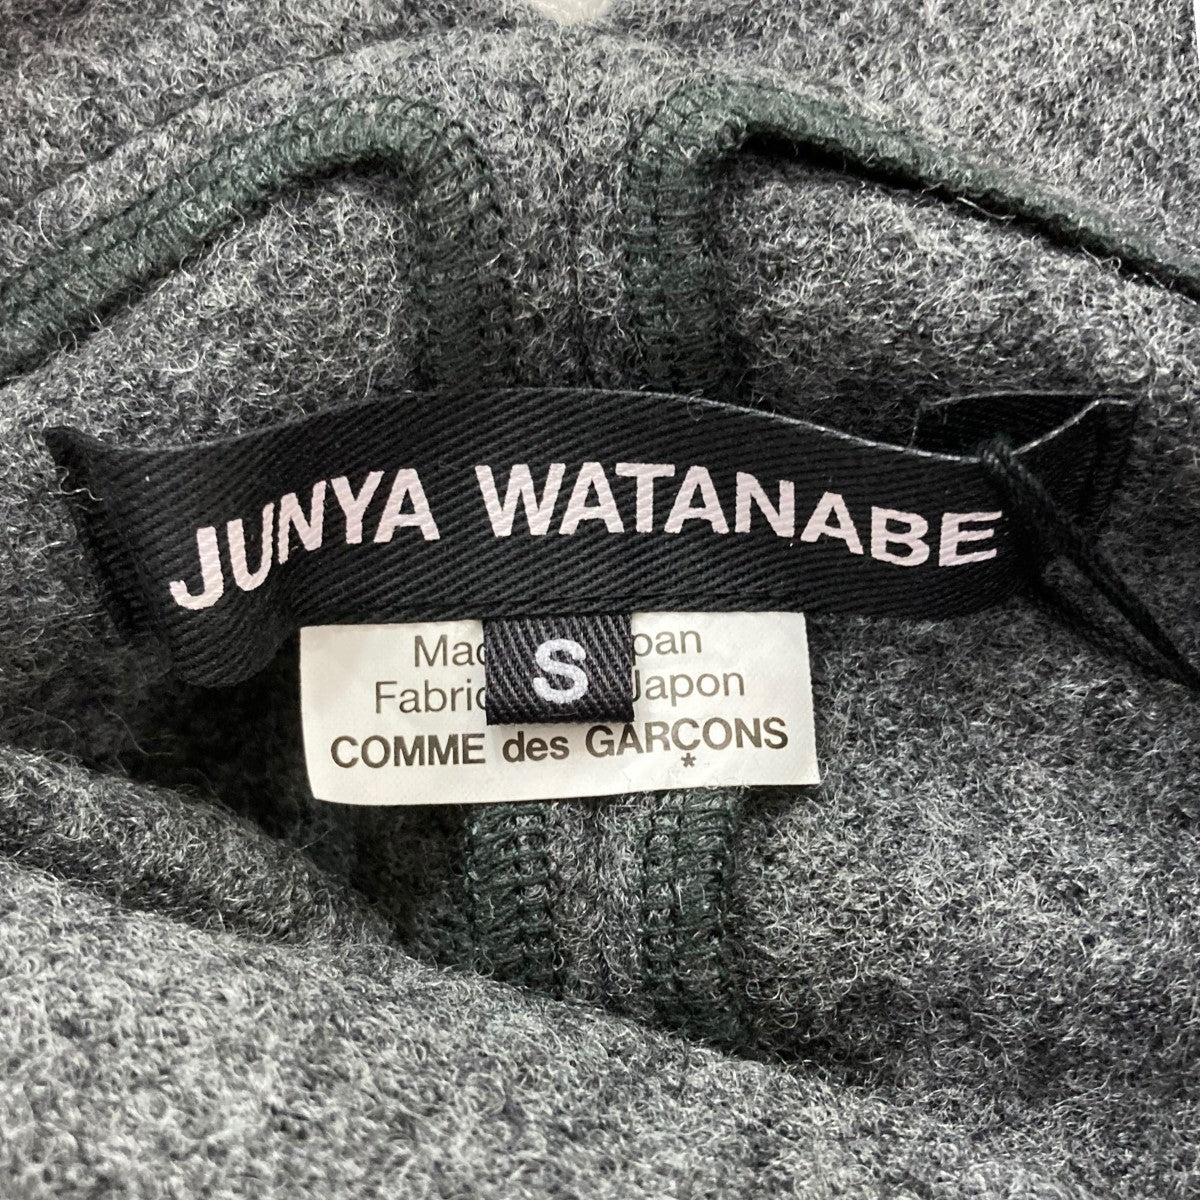 JUNYA WATANABE
S
COMME des GARÇONS
*